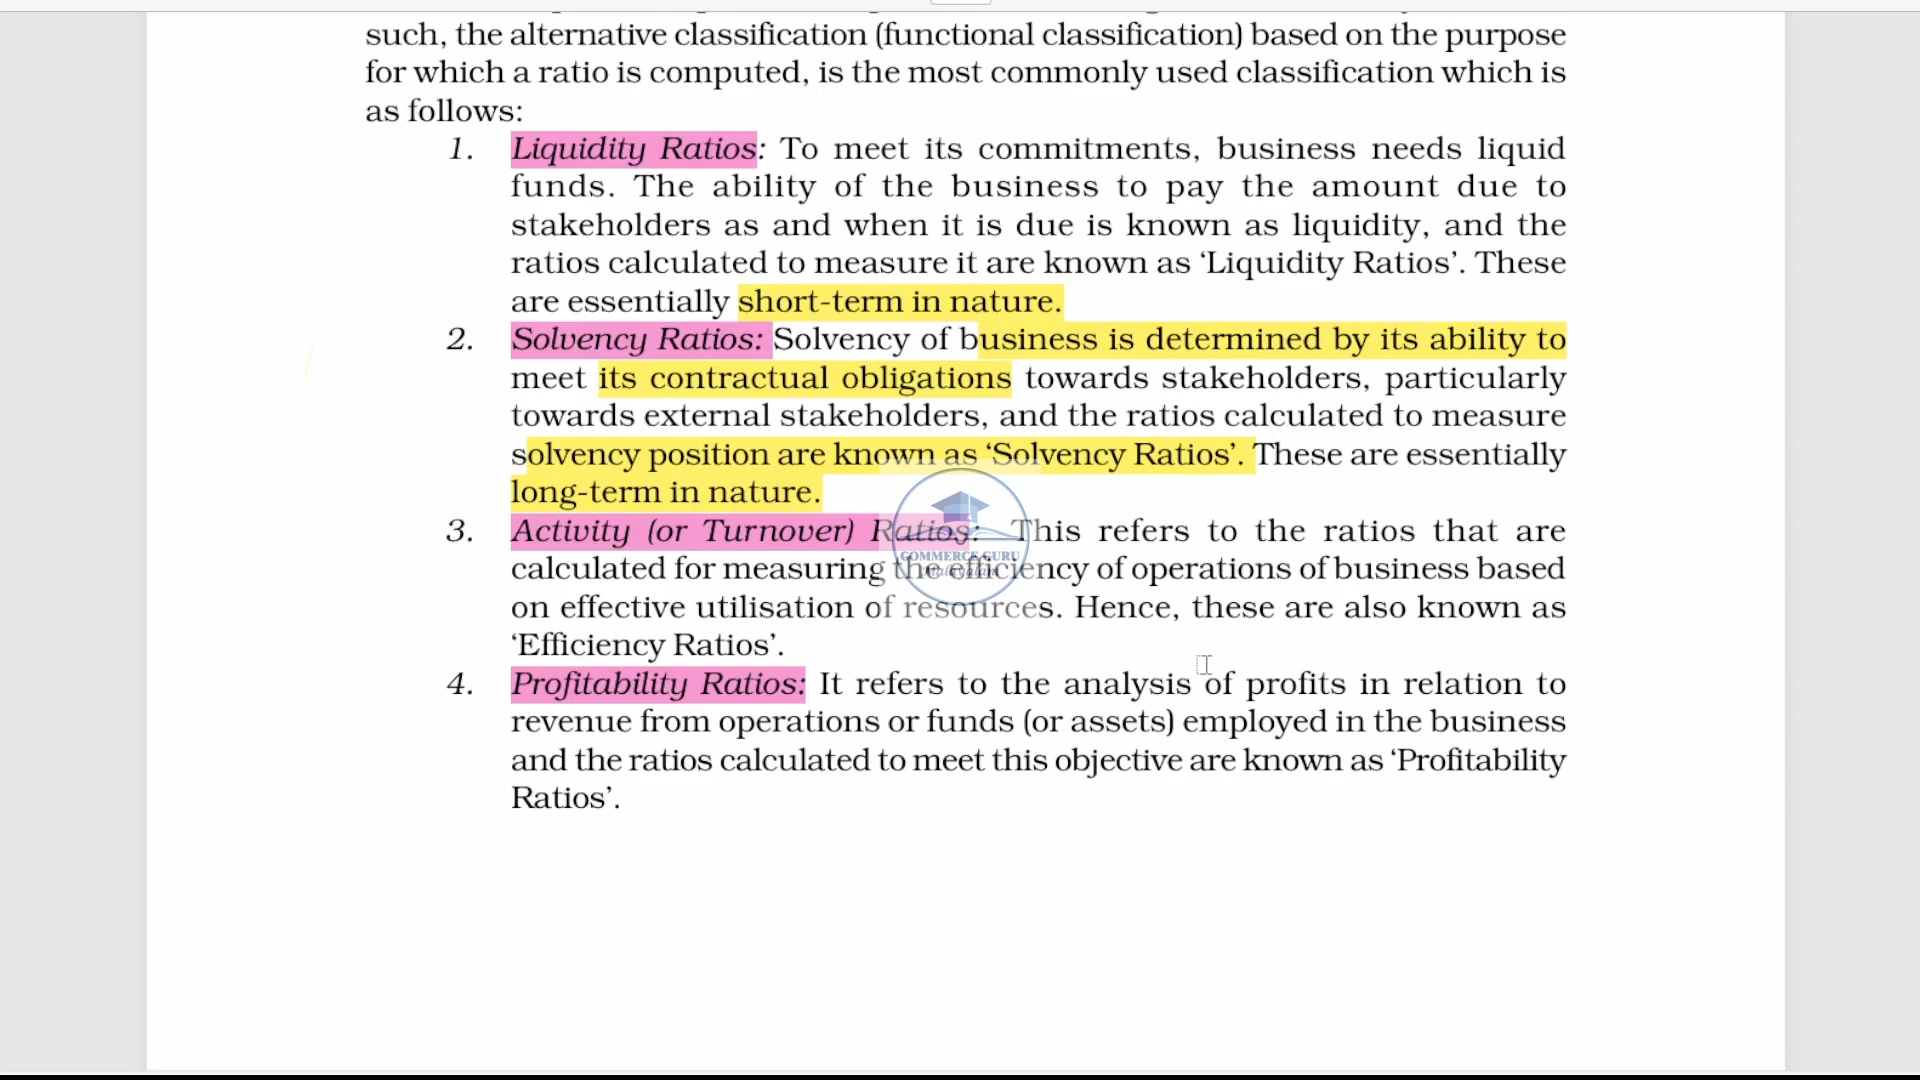 such, the alternative classification (functional classification) based on the purpose
for which a ratio is computed, is the most commonly used classification which is
as follows:
1. Liquidity Ratios: To meet its commitments, business needs liquid
funds. The ability of the business to pay the amount due to
stakeholders as and when it is due is known as liquidity, and the
ratios calculated to measure it are known as ‘Liquidity Ratios’. These
are essentially short-term in nature.
2. Solvency Ratios: Solvency of business is determined by its ability to
meet its contractual obligations towards stakeholders, particularly
towards external stakeholders, and the ratios calculated to measure
solvency position are known as ‘Solvency Ratios’. These are essentially
long-term in nature.
3. Activity (or Turnover) Ratios: This refers to the ratios that are
calculated for measuring the efficiency of operations of business based
on effective utilisation of resources. Hence, these are also known as
‘Efficiency Ratios’.
4. Profitability Ratios: It refers to the analysis of profits in relation to
revenue from operations or funds (or assets) employed in the business
and the ratios calculated to meet this objective are known as ‘Profitability
Ratios’.
COMMERCE GURU
Malayalam